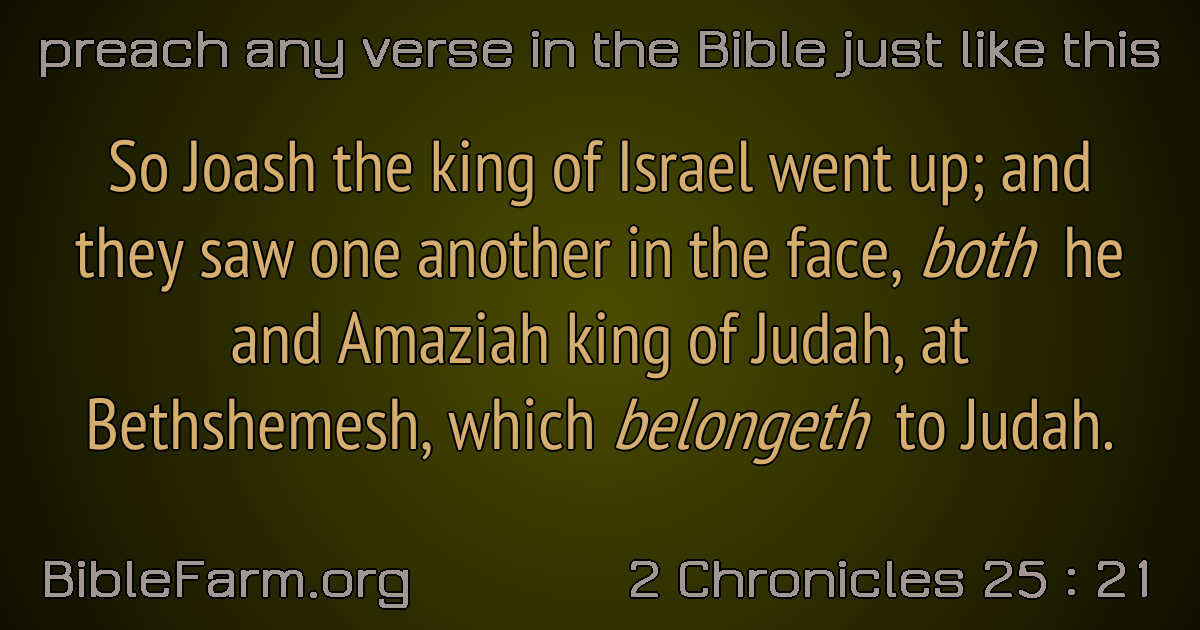 preach any verse in the Bible just like this
So Joash the king of Israel went up; and
they saw one another in the face, both he
and Amaziah king of Judah, at
Bethshemesh, which belongeth to Judah.
BibleFarm.org
2 Chronicles 25 : 21